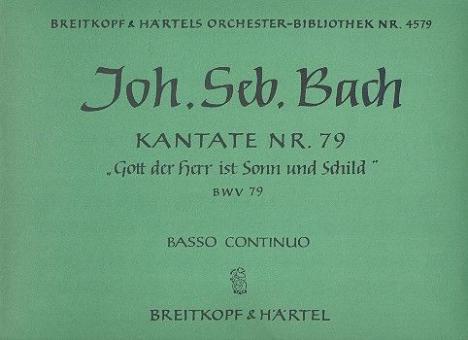 BREITKOPF & HÄRTELS ORCHESTER-BIBLIOTHEK NR. 4579
Joh. Seb. Bach
KANTATE NR. 79
„Gott der Herr ist Sonn und Schild"
BWV 79
BASSO CONTINUO
BREITKOPF & HÄRTEL